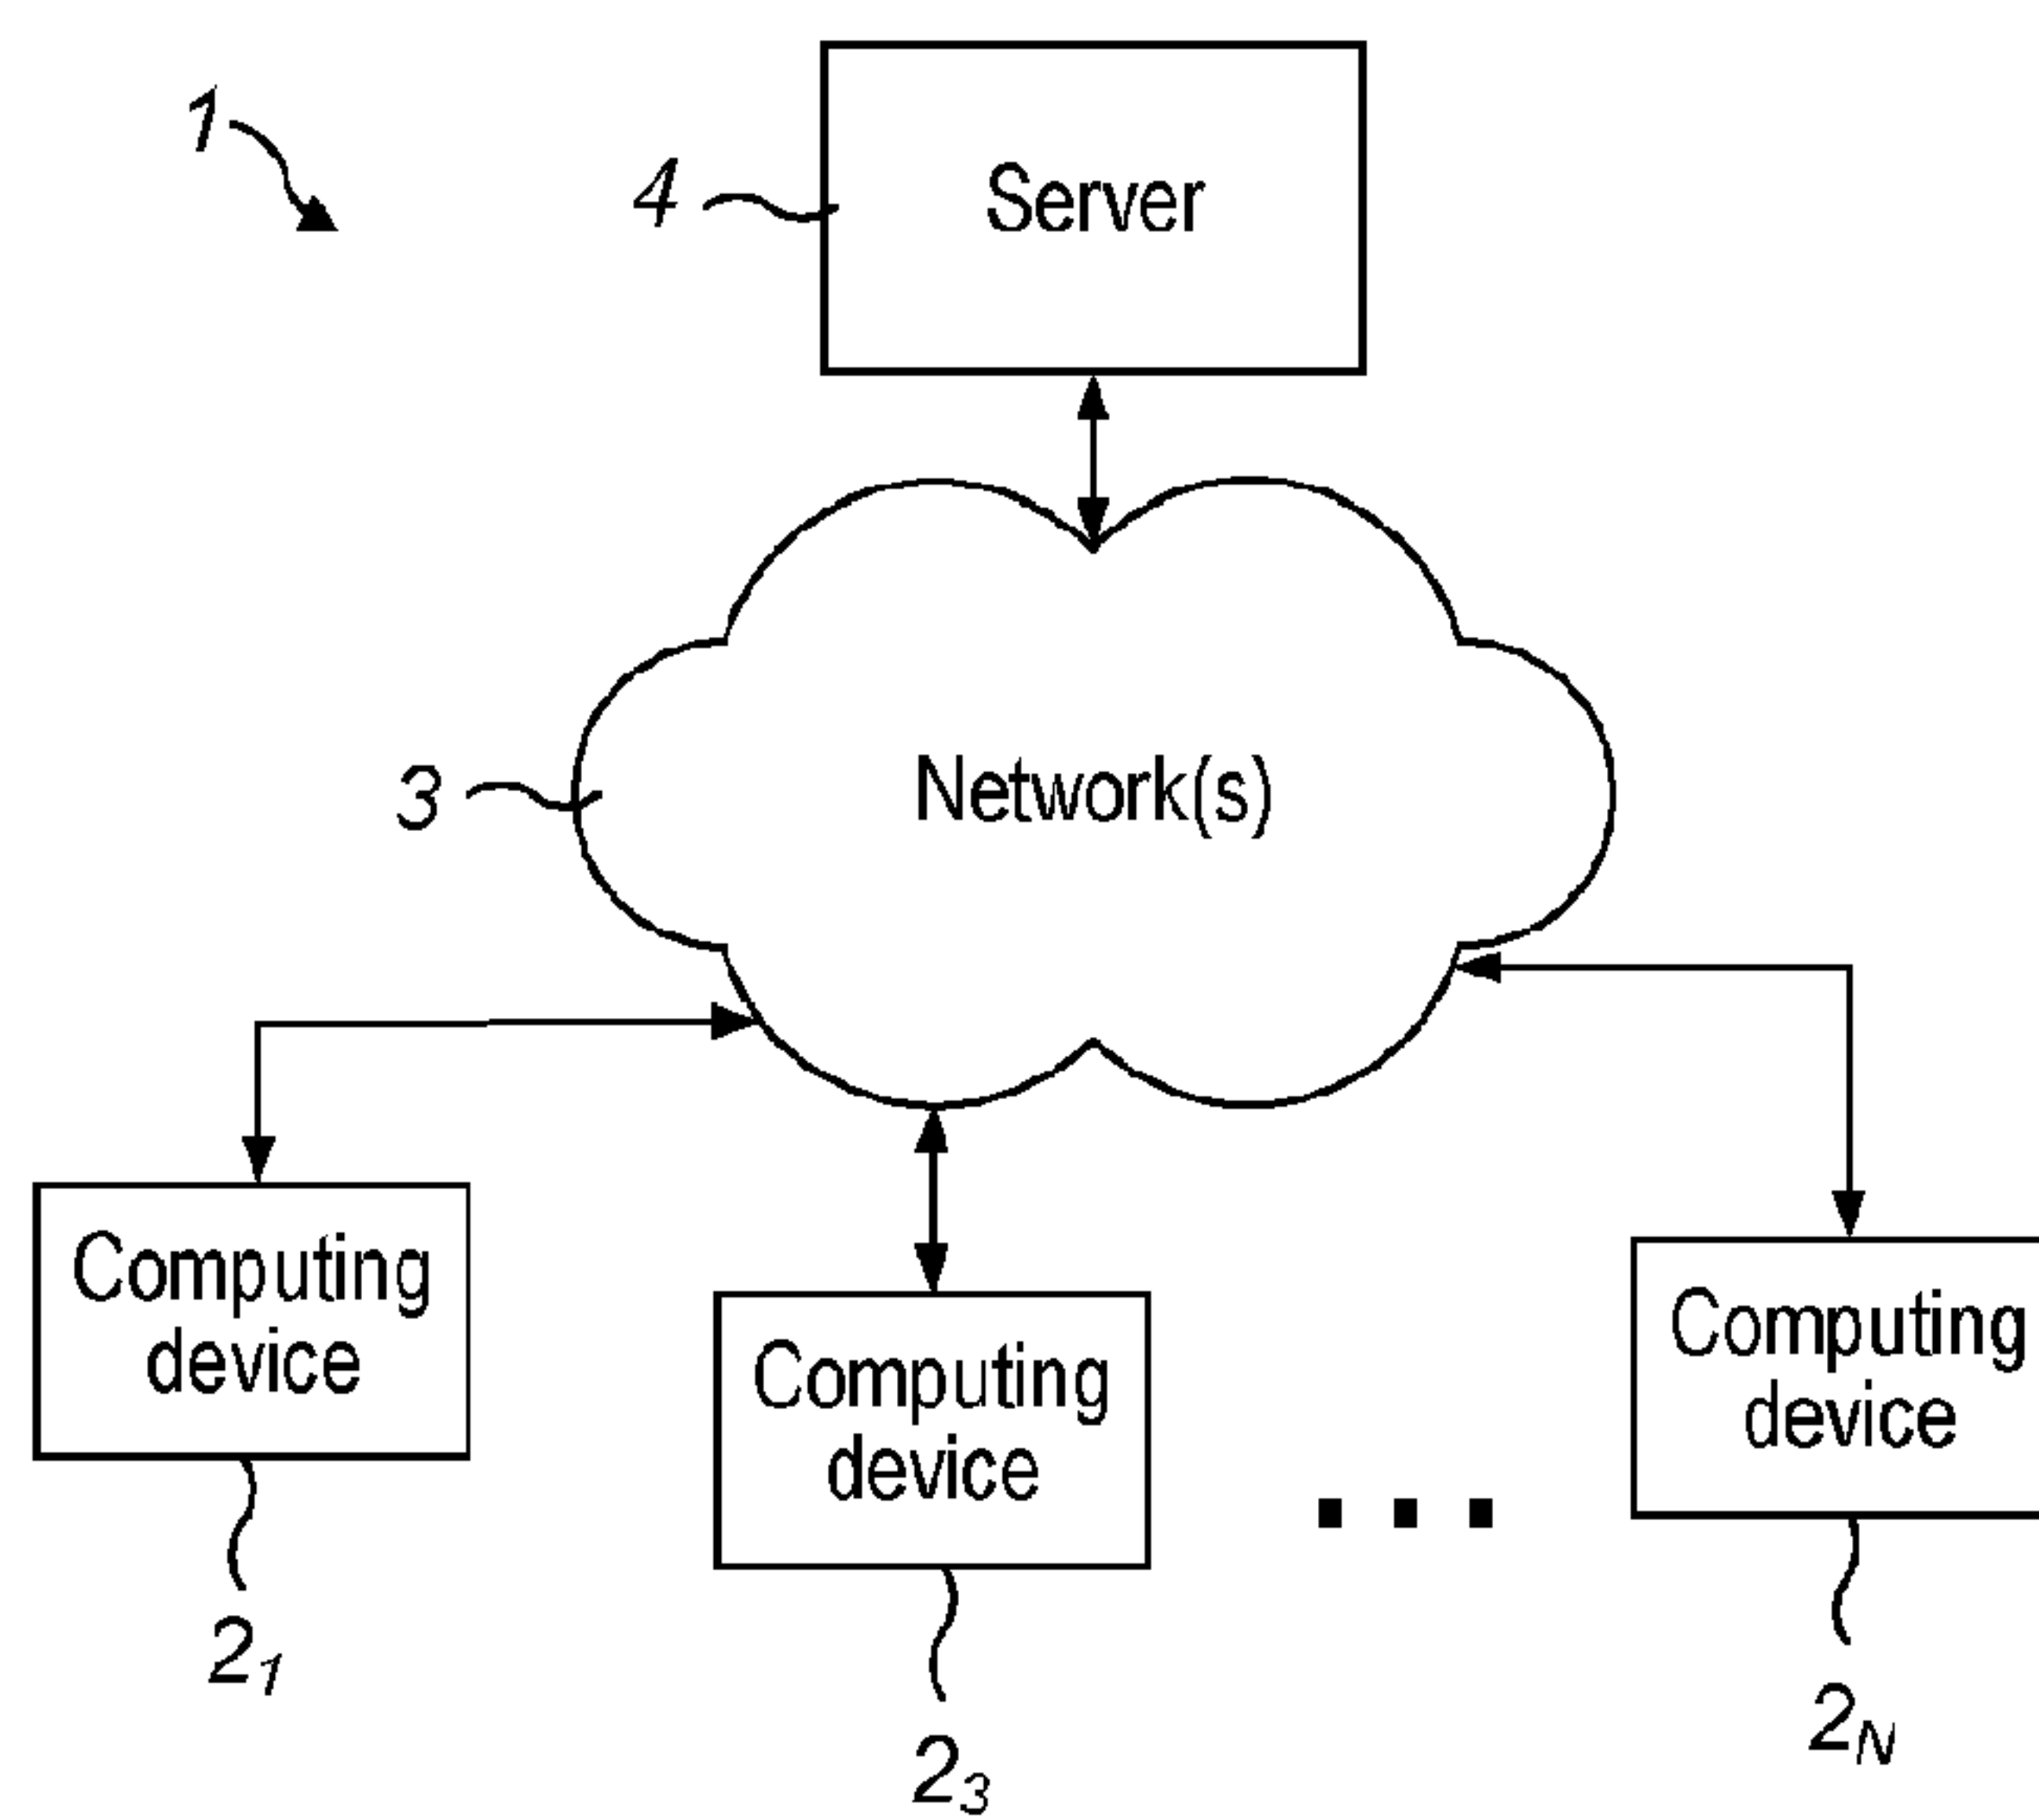 1
4
Server
3
Network(s)
Computing
device
Computing
device
Computing
device
2₁
2₃
2N